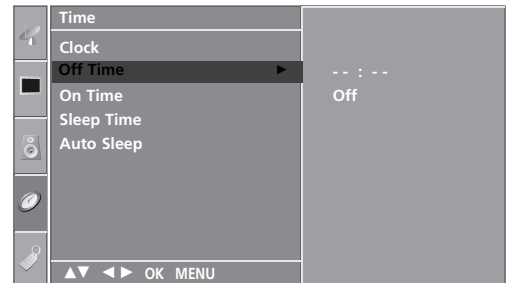 Time
Clock
Off Time ► - - : - -
On Time Off
Sleep Time
Auto Sleep
▲▼ ◄► OK MENU